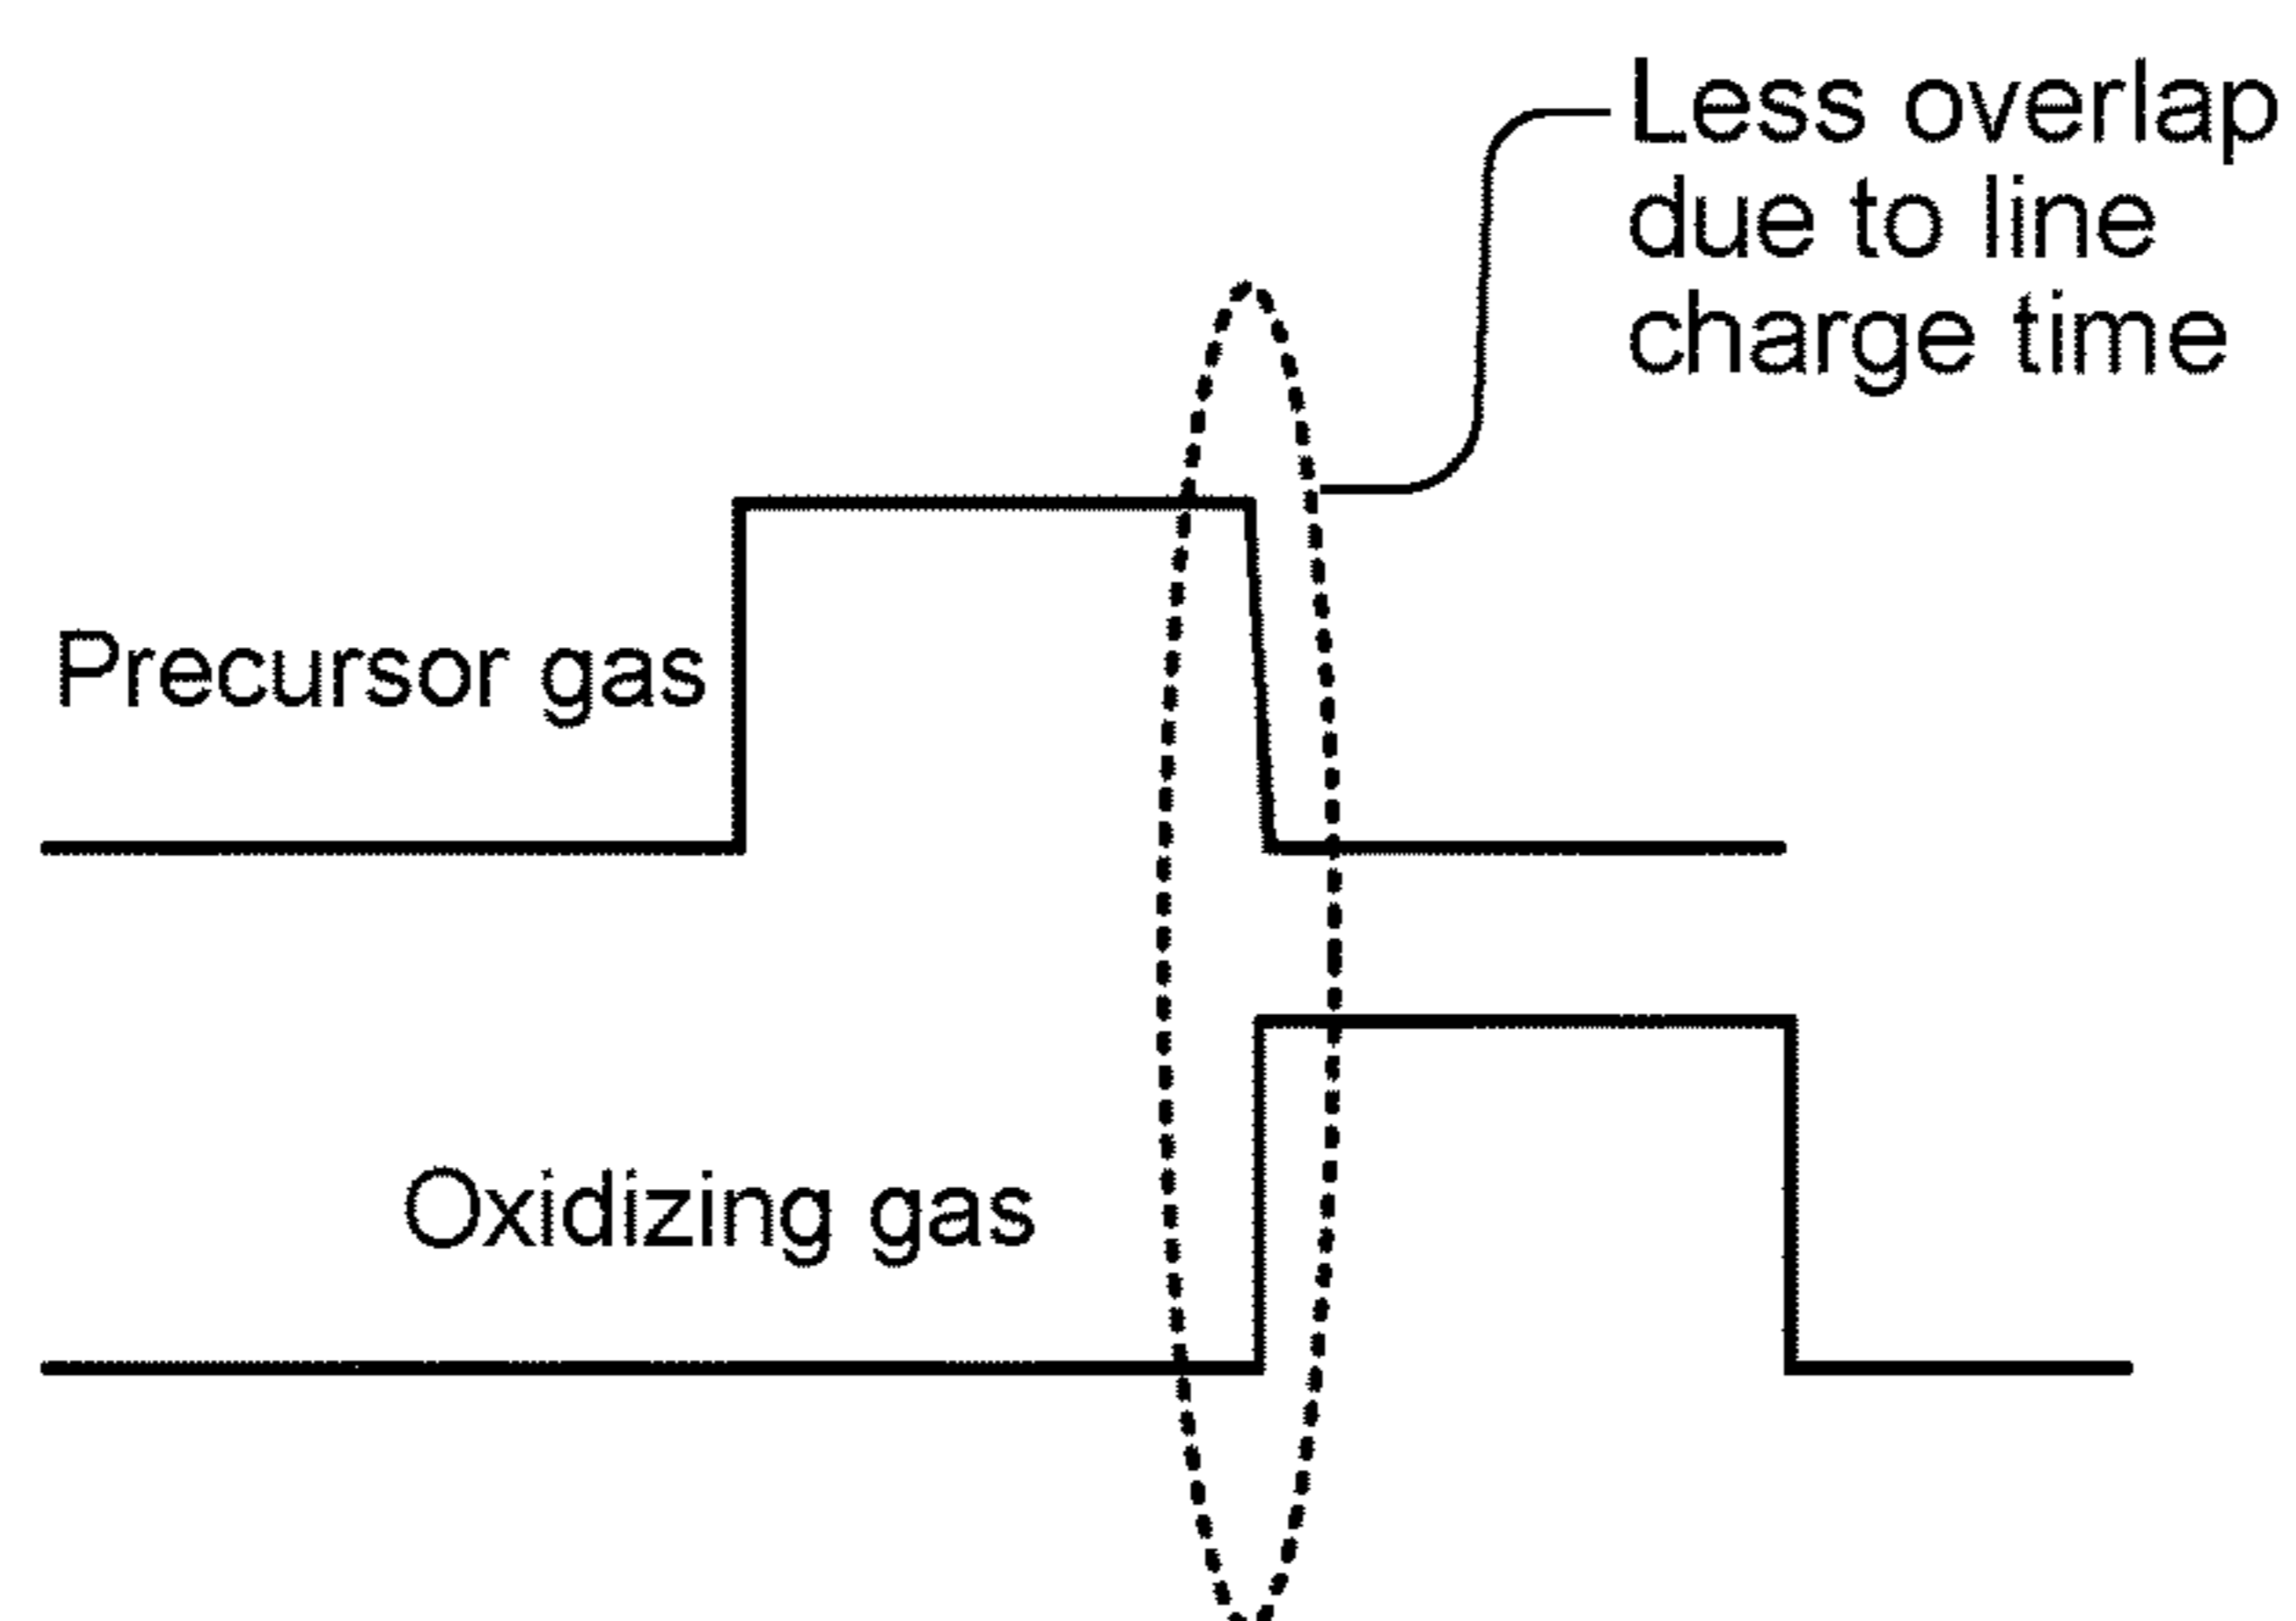 Less overlap
due to line
charge time
Precursor gas
Oxidizing gas